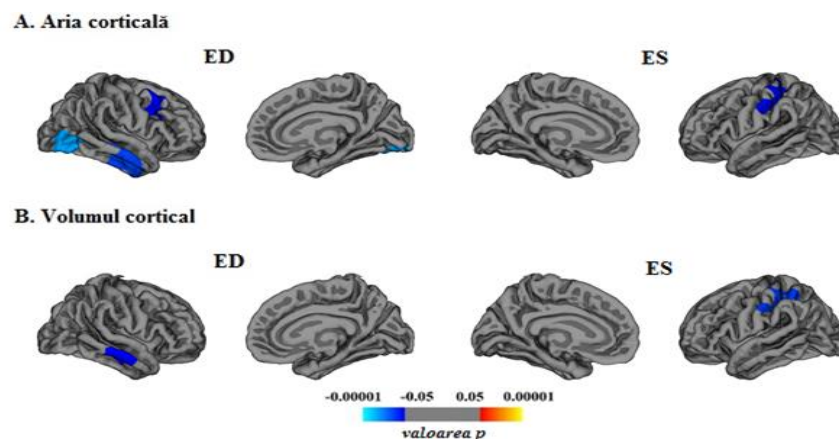 A. Aria corticală
ED ES
B. Volumul cortical
ED ES
-0.00001 -0.05 0.05 0.00001
valoarea p